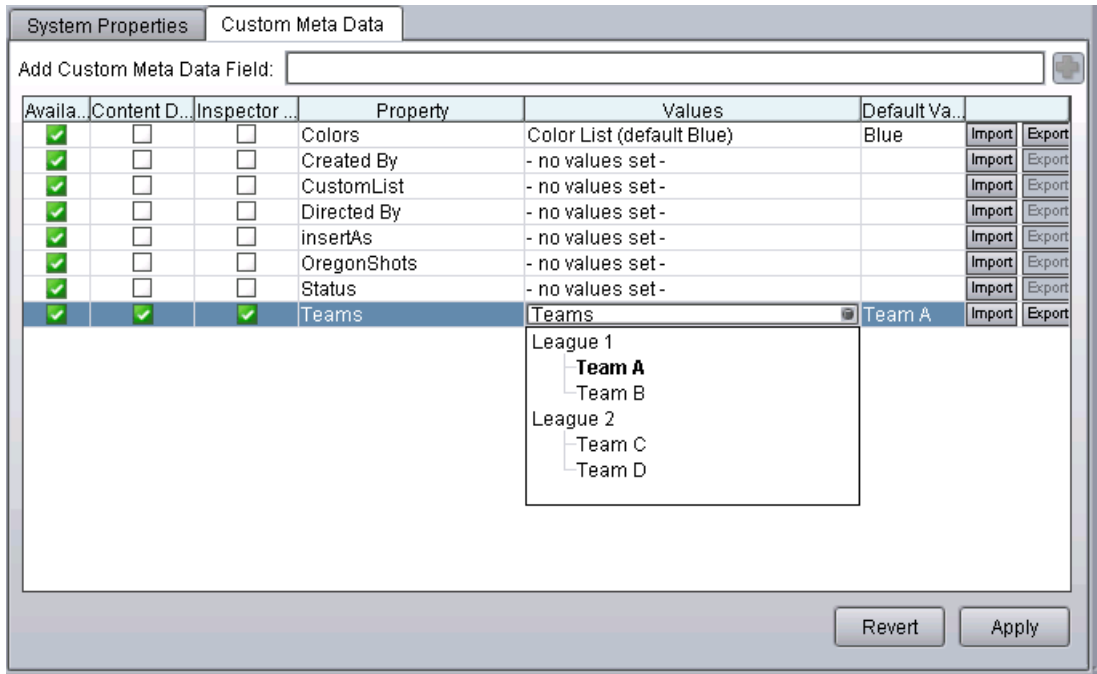 System Properties Custom Meta Data
Add Custom Meta Data Field:
Availa... Content D... Inspector ... Property Values Default Va...
Colors Color List (default Blue) Blue Import Export
Created By - no values set - Import Export
CustomList - no values set - Import Export
Directed By - no values set - Import Export
insertAs - no values set - Import Export
OregonShots - no values set - Import Export
Status - no values set - Import Export
Teams Teams Team A Import Export
League 1
Team A
Team B
League 2
Team C
Team D
Revert Apply